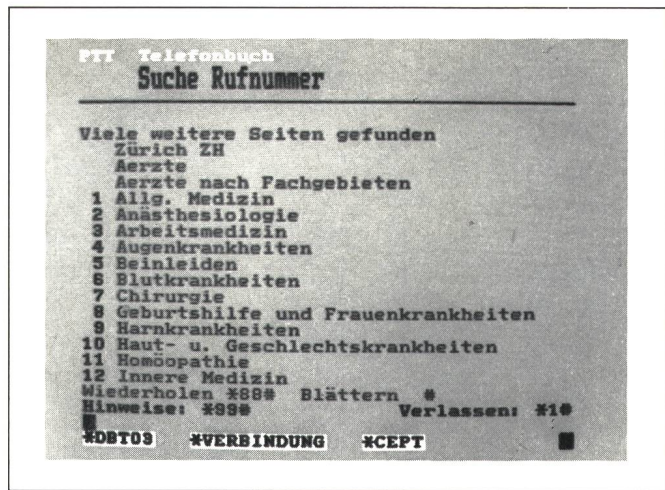 PTT Telefonbuch
Suche Rufnummer
Viele weitere Seiten gefunden
Zürich ZH
Aerzte
Aerzte nach Fachgebieten
1 Allg. Medizin
2 Anästhesiologie
3 Arbeitsmedizin
4 Augenkrankheiten
5 Beinleiden
6 Blutkrankheiten
7 Chirurgie
8 Geburtshilfe und Frauenkrankheiten
9 Harnkrankheiten
10 Haut- u. Geschlechtskrankheiten
11 Homöopathie
12 Innere Medizin
Wiederholen *88# Blättern #
Hinweise: *99# Verlassen: *1#
*DBT03 *VERBINDUNG *CEPT